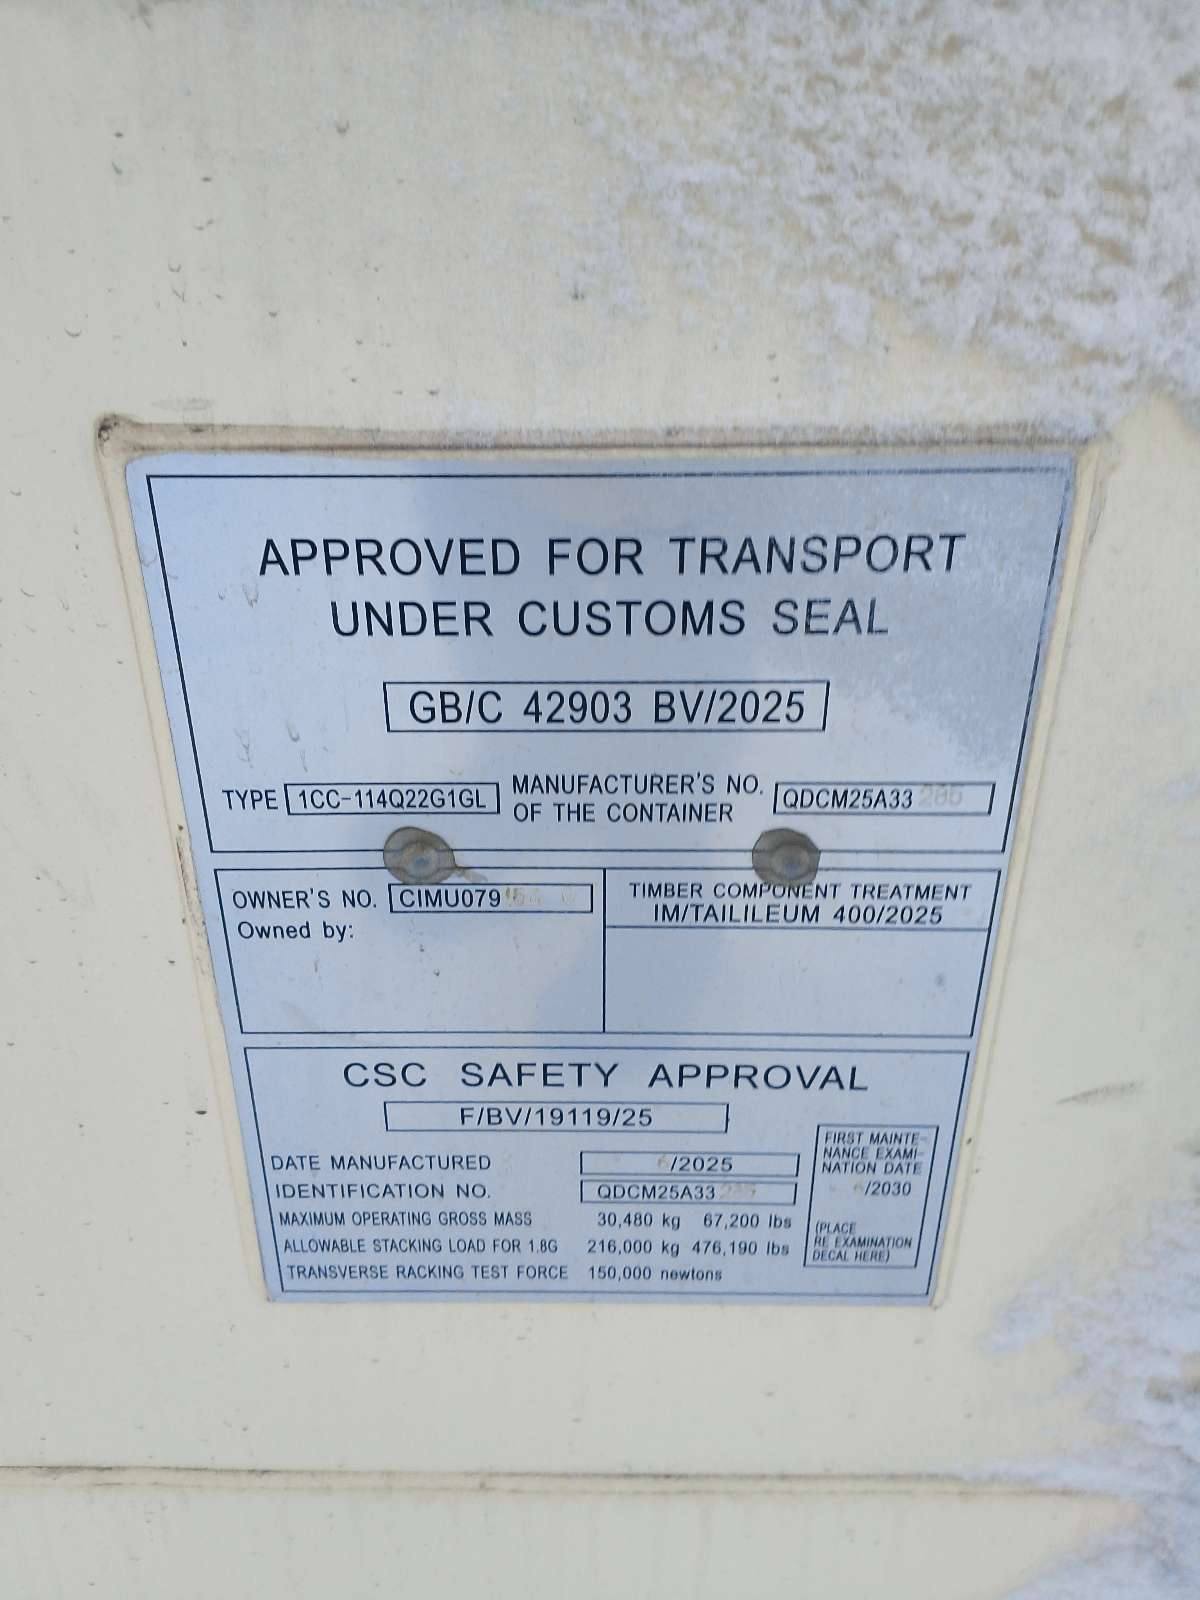 APPROVED FOR TRANSPORT
UNDER CUSTOMS SEAL
GB/C 42903 BV/2025
TYPE 1CC-114Q22G1GL
MANUFACTURER'S NO.
OF THE CONTAINER
QDCM25A33
OWNER'S NO. CIMU079
Owned by:
TIMBER COMPONENT TREATMENT
IM/TAILILEUM 400/2025
CSC SAFETY APPROVAL
F/BV/19119/25
DATE MANUFACTURED 6/2025
IDENTIFICATION NO. QDCM25A33
MAXIMUM OPERATING GROSS MASS 30,480 kg 67,200 lbs
ALLOWABLE STACKING LOAD FOR 1.8G 216,000 kg 476,190 lbs
TRANSVERSE RACKING TEST FORCE 150,000 newtons
FIRST MAINTE-
NANCE EXAMI-
NATION DATE
6/2030
(PLACE
RE EXAMINATION
DECAL HERE)